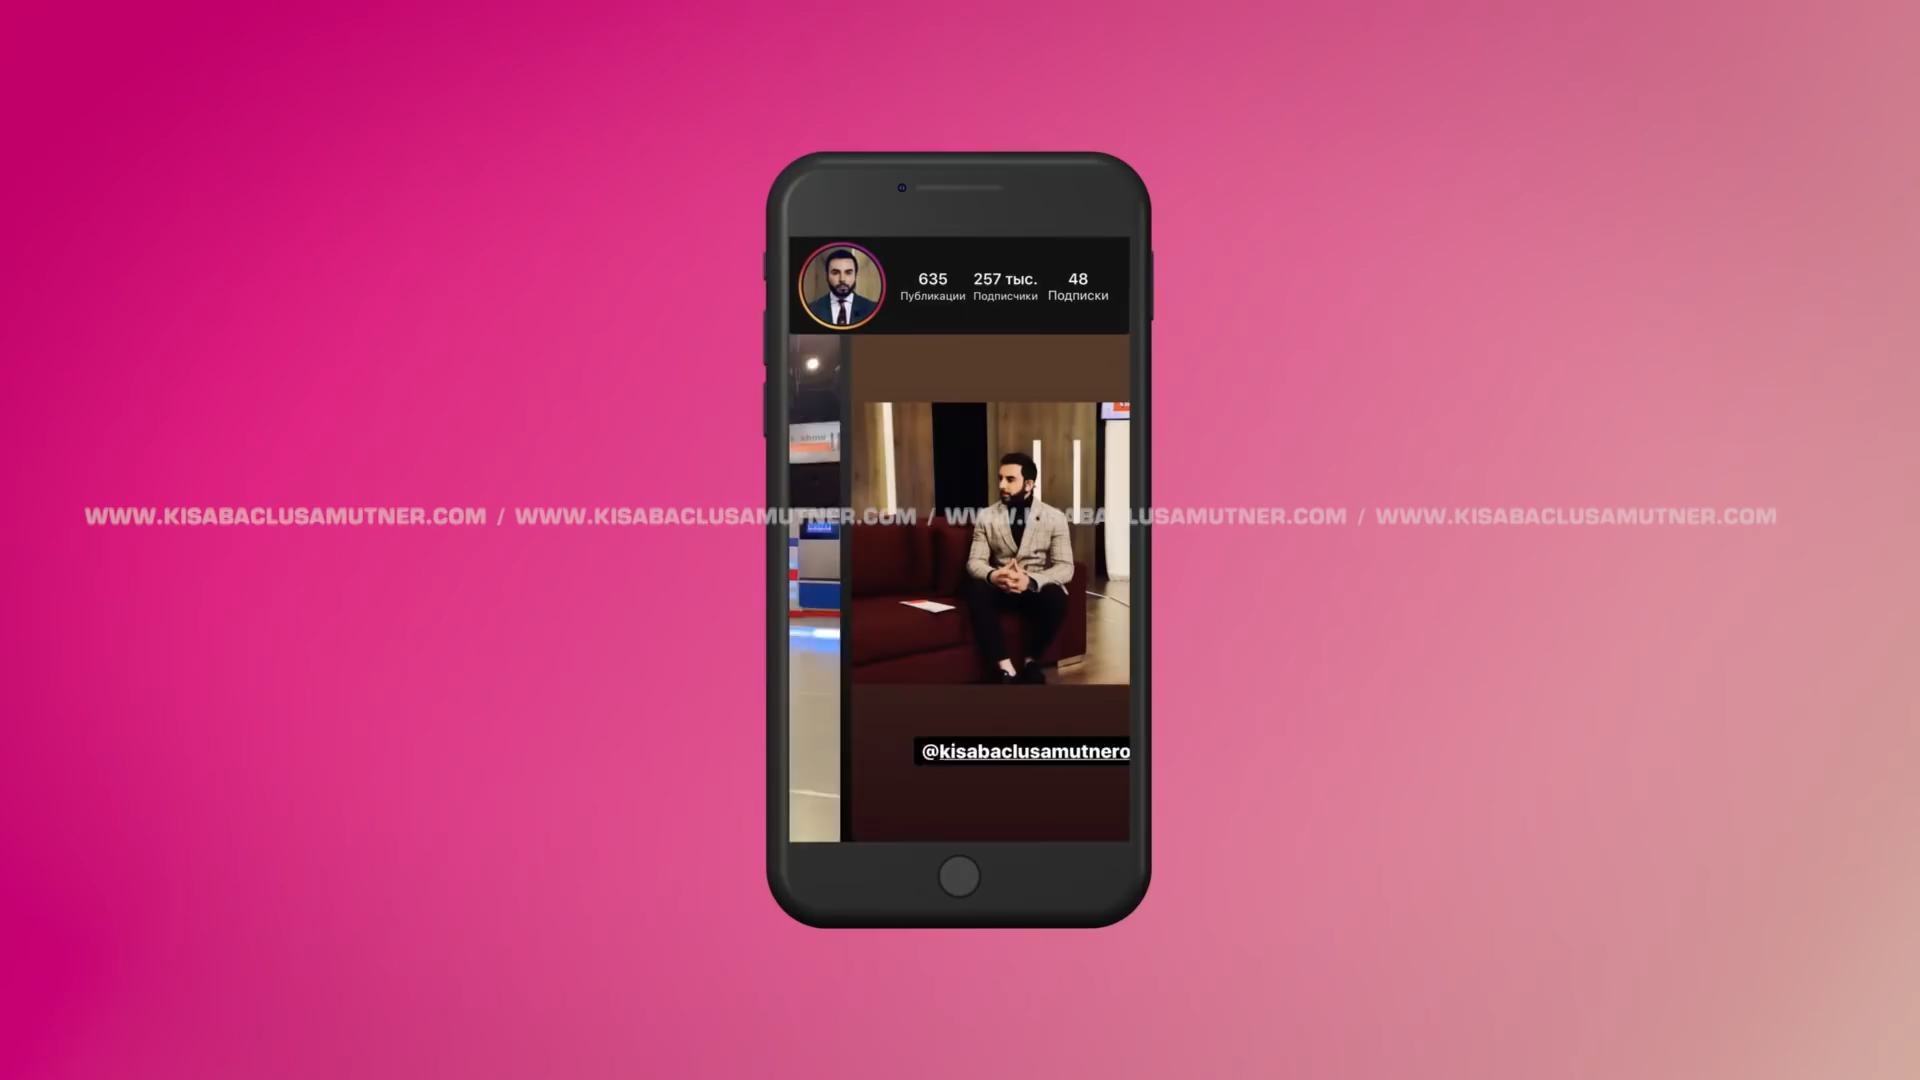 635 257 тыс. 48
Публикации Подписчики Подписки
WWW.KISABACLUSAMUTNER.COM / WWW.KISABACLUSAMUTNER.COM / WWW.KISABACLUSAMUTNER.COM / WWW.KISABACLUSAMUTNER.COM
@kisabaclusamutnero